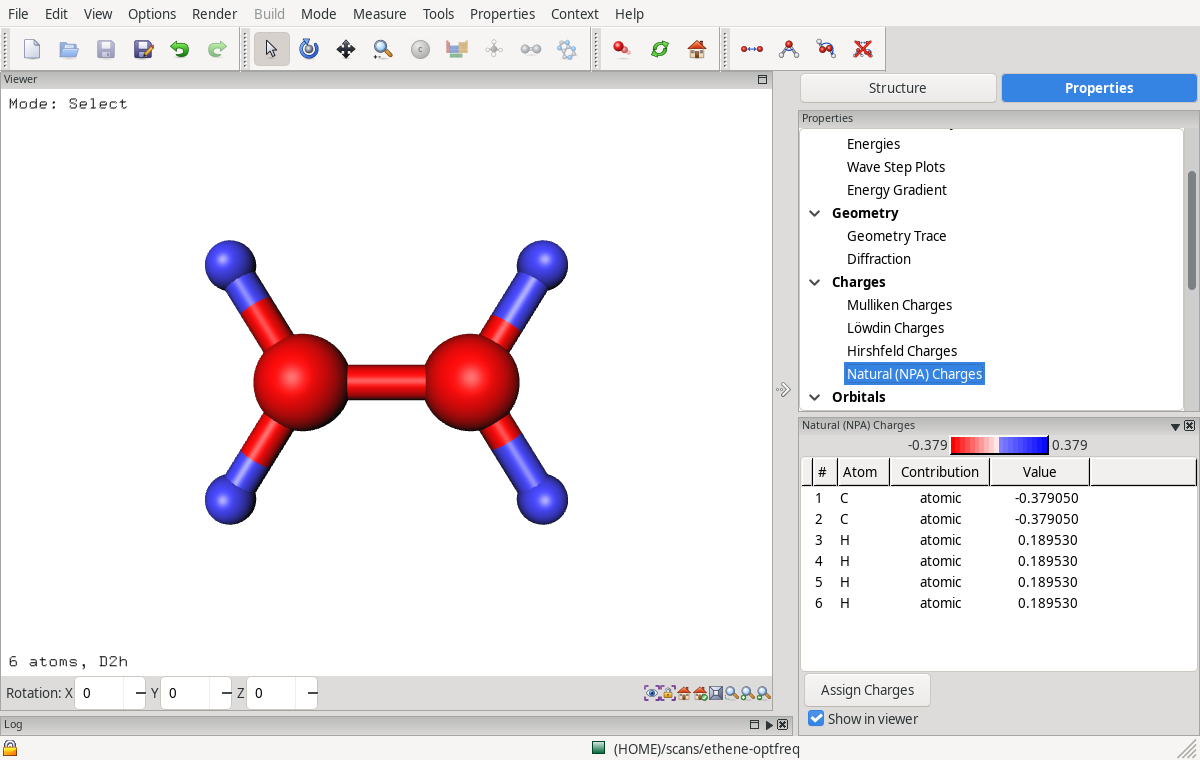 File Edit View Options Render Build Mode Measure Tools Properties Context Help
Viewer
Mode: Select
6 atoms, D2h
Rotation: X 0 Y 0 Z 0
Log
Structure Properties
Properties
Energies
Wave Step Plots
Energy Gradient
Geometry
Geometry Trace
Diffraction
Charges
Mulliken Charges
Löwdin Charges
Hirshfeld Charges
Natural (NPA) Charges
Orbitals
Natural (NPA) Charges
-0.379 0.379
# Atom Contribution Value
1 C atomic -0.379050
2 C atomic -0.379050
3 H atomic 0.189530
4 H atomic 0.189530
5 H atomic 0.189530
6 H atomic 0.189530
Assign Charges
Show in viewer
(HOME)/scans/ethene-optfreq